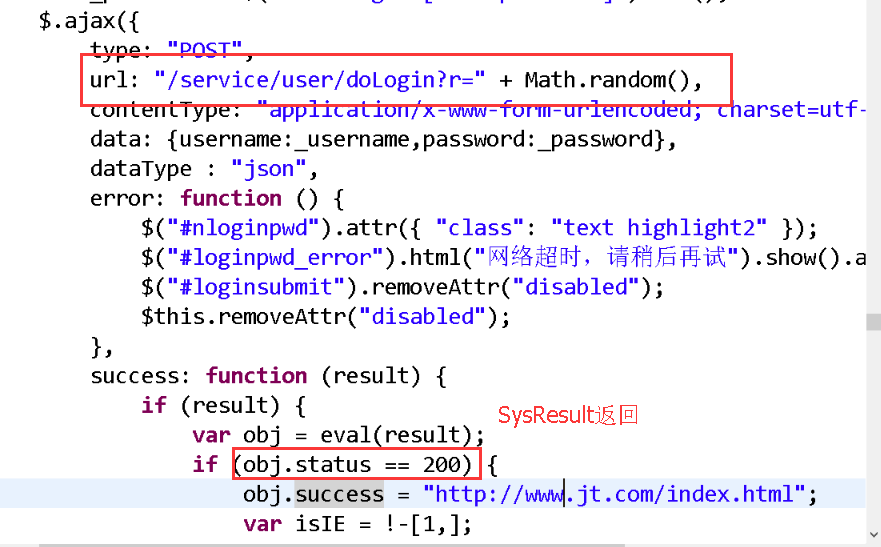 $.ajax({
type: "POST",
url: "/service/user/doLogin?r=" + Math.random(),
contentType: "application/x-www-form-urlencoded; charset=utf-
data: {username:_username,password:_password},
dataType : "json",
error: function () {
$("#nloginpwd").attr({ "class": "text highlight2" });
$("#loginpwd_error").html("网络超时，请稍后再试").show().a
$("#loginsubmit").removeAttr("disabled");
$this.removeAttr("disabled");
},
success: function (result) {
if (result) {
SysResult返回
var obj = eval(result);
if (obj.status == 200) {
obj.success = "http://www.jt.com/index.html";
var isIE = !-[1,];